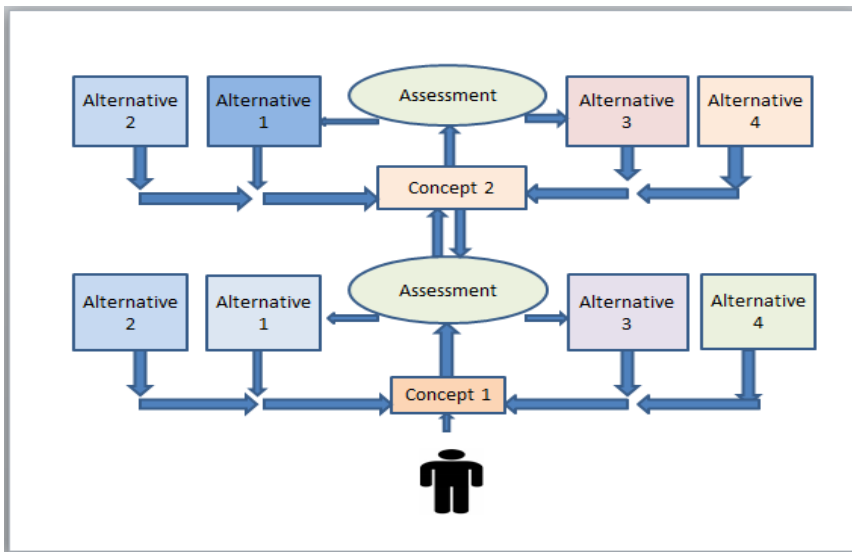 Alternative
2
Alternative
1
Assessment
Alternative
3
Alternative
4
Concept 2
Alternative
2
Alternative
1
Assessment
Alternative
3
Alternative
4
Concept 1